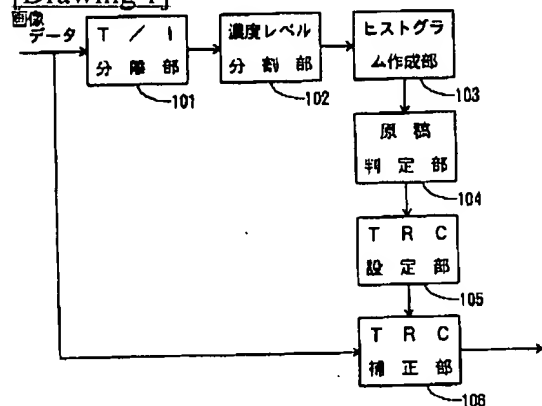 [Drawing 1]
画像
データ
T / I
分離部
101
濃度レベル
分割部
102
ヒストグラ
ム作成部
103
原稿
判定部
104
TRC
設定部
105
TRC
補正部
106